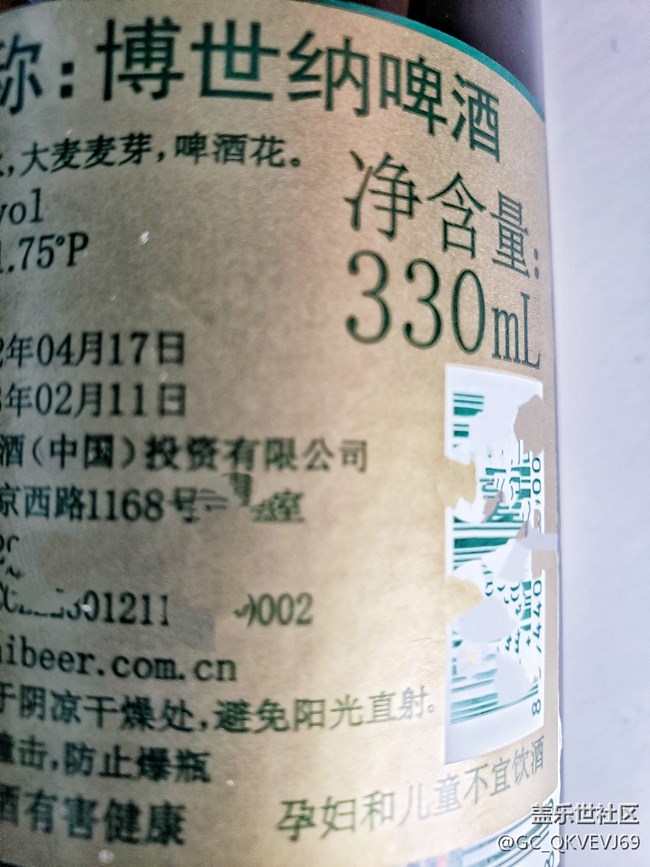 称:博世纳啤酒
,大麦麦芽,啤酒花。
净含量:
vol
.75°P
330mL
年04月17日
年02月11日
酒(中国)投资有限公司
京西路1168号
室
301211
0002
ibeer.com.cn
于阴凉干燥处,避免阳光直射。
撞击,防止爆瓶
酒有害健康
孕妇和儿童不宜饮酒
盖乐世社区
@GC_QKVEVJ69